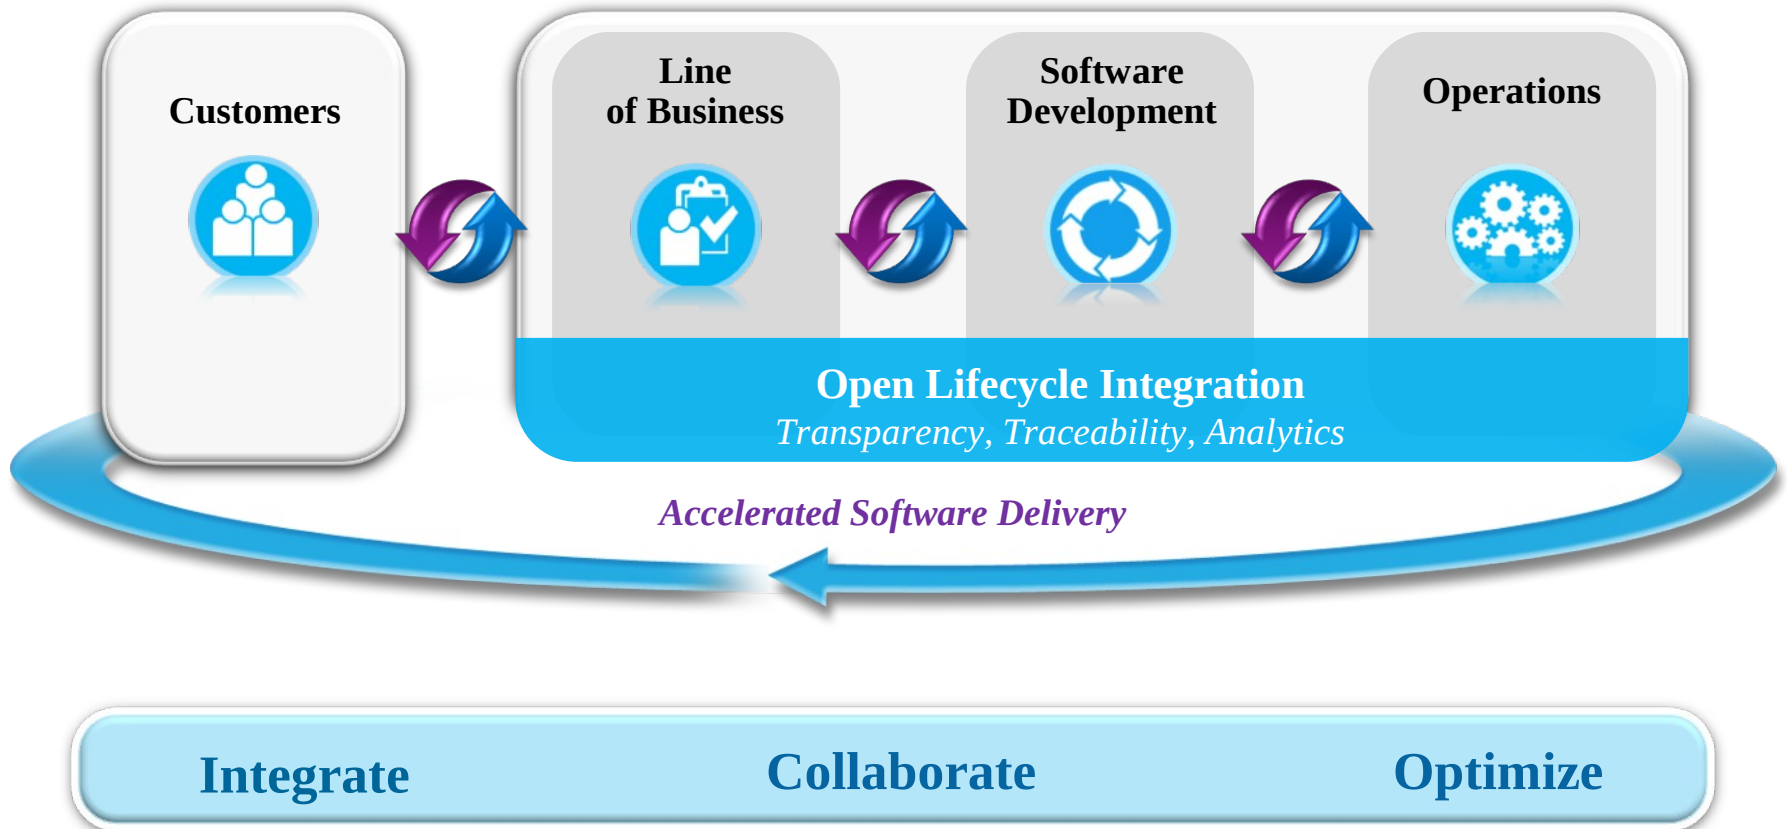 Customers
Line
of Business
Software
Development
Operations
Open Lifecycle Integration
Transparency, Traceability, Analytics
Accelerated Software Delivery
Integrate
Collaborate
Optimize